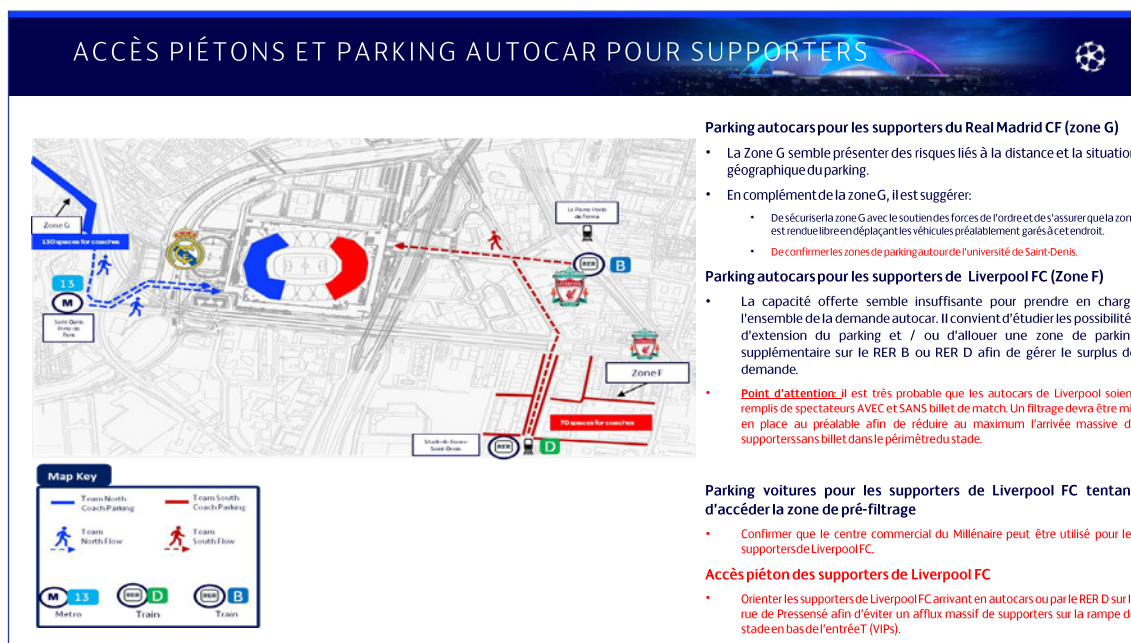 ACCÈS PIÉTONS ET PARKING AUTOCAR POUR SUPPORTERS
Parking autocars pour les supporters du Real Madrid CF (zone G)
• La Zone G semble présenter des risques liés à la distance et la situation
géographique du parking.
• En complément de la zone G, il est suggérer:
• De sécuriser la zone G avec le soutien des forces de l'ordre et de s'assurer que la zon
est rendue libre en déplaçant les véhicules préalablement garés à cet endroit.
• De confirmer les zones de parking autour de l'université de Saint-Denis.
Parking autocars pour les supporters de Liverpool FC (Zone F)
• La capacité offerte semble insuffisante pour prendre en charg
l'ensemble de la demande autocar. Il convient d'étudier les possibilité
d'extension du parking et / ou d'allouer une zone de parkin
supplémentaire sur le RER B ou RER D afin de gérer le surplus de
demande.
• Point d'attention: il est très probable que les autocars de Liverpool soien
remplis de spectateurs AVEC et SANS billet de match. Un filtrage devra être mi
en place au préalable afin de réduire au maximum l'arrivée massive d
supporters sans billet dans le périmètre du stade.
Parking voitures pour les supporters de Liverpool FC tentan
d'accéder la zone de pré-filtrage
• Confirmer que le centre commercial du Millénaire peut être utilisé pour le
supporters de Liverpool FC.
Accès piéton des supporters de Liverpool FC
• Orienter les supporters de Liverpool FC arrivant en autocars ou par le RER D sur l
rue de Pressensé afin d'éviter un afflux massif de supporters sur la rampe d
stade en bas de l'entrée T (VIPs).
Zone G
130 spaces for coaches
13
M
Saint-Denis
Porte de
Paris
La Plaine Stade
de France
RER B
Zone F
70 spaces for coaches
Stade de France
Saint-Denis
RER D
Map Key
Team North
Coach Parking
Team South
Coach Parking
Team
North Flow
Team
South Flow
M 13
Metro
RER D
Train
RER B
Train